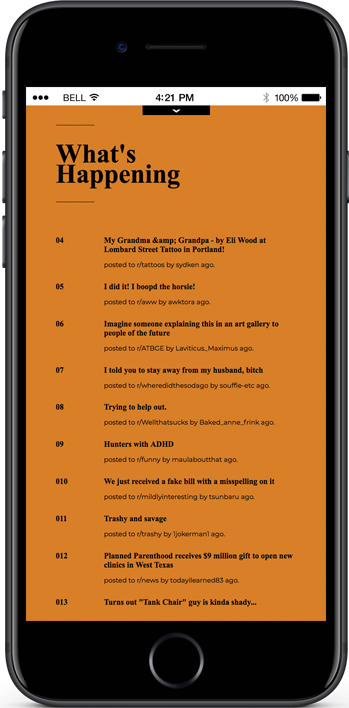 BELL 4:21 PM 100%
What's
Happening
04 My Grandma &amp; Grandpa - by Eli Wood at
Lombard Street Tattoo in Portland!
posted to r/tattoos by sydken ago.
05 I did it! I boopd the horsie!
posted to r/aww by awktora ago.
06 Imagine someone explaining this in an art gallery to
people of the future
posted to r/ATBGE by Laviticus_Maximus ago.
07 I told you to stay away from my husband, bitch
posted to r/wheredidthesodago by souffle-etc ago.
08 Trying to help out.
posted to r/Wellthatsucks by Baked_anne_frink ago.
09 Hunters with ADHD
posted to r/funny by maulaboutthat ago.
010 We just received a fake bill with a misspelling on it
posted to r/mildlyinteresting by tsunbaru ago.
011 Trashy and savage
posted to r/trashy by 1jokerman1 ago.
012 Planned Parenthood receives $9 million gift to open new
clinics in West Texas
posted to r/news by todayilearned83 ago.
013 Turns out "Tank Chair" guy is kinda shady...